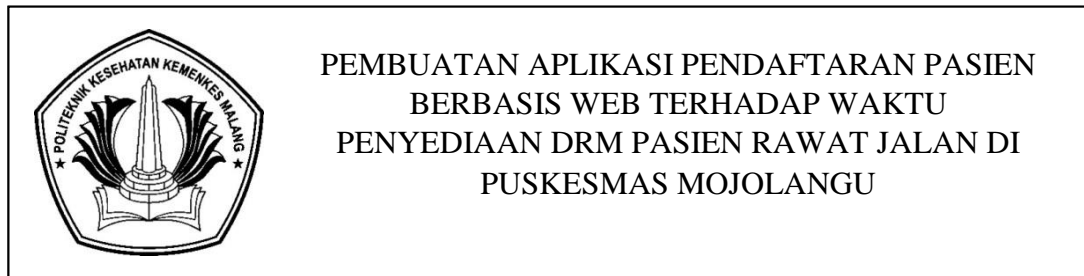 POLITEKNIK KESEHATAN KEMENKES MALANG
PEMBUATAN APLIKASI PENDAFTARAN PASIEN
BERBASIS WEB TERHADAP WAKTU
PENYEDIAAN DRM PASIEN RAWAT JALAN DI
PUSKESMAS MOJOLANGU